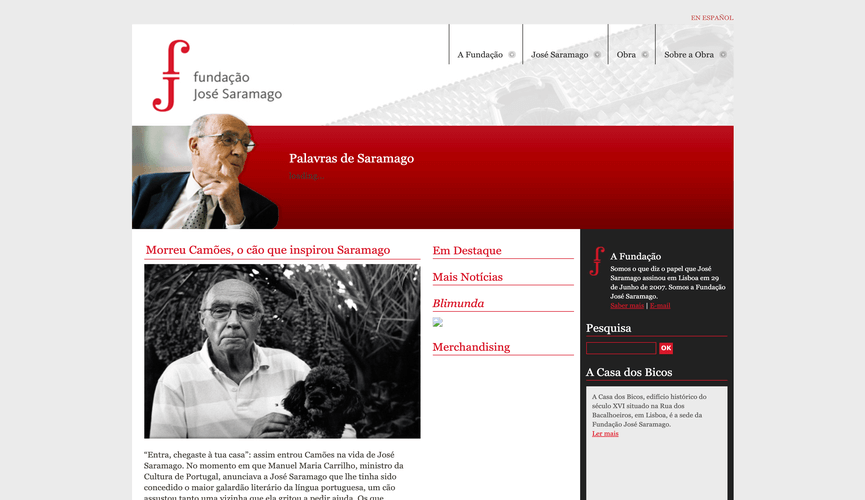 EN ESPAÑOL
fundação
José Saramago
A Fundação
José Saramago
Obra
Sobre a Obra
Palavras de Saramago
Morreu Camões, o cão que inspirou Saramago
“Entra, chegaste à tua casa”: assim entrou Camões na vida de José
Saramago. No momento em que Manuel Maria Carrilho, ministro da
Cultura de Portugal, anunciava a José Saramago que lhe tinha sido
concedido o maior galardão literário da língua portuguesa, um cão
assustou tanto uma vizinha que ela gritou a pedir ajuda. Os que
Em Destaque
Mais Notícias
Blimunda
Merchandising
A Fundação
Somos o que diz o papel que José
Saramago assinou em Lisboa em 29
de Junho de 2007. Somos a Fundação
José Saramago.
Saber mais | E-mail
Pesquisa
OK
A Casa dos Bicos
A Casa dos Bicos, edifício histórico do
século XVI situado na Rua dos
Bacalhoeiros, em Lisboa, é a sede da
Fundação José Saramago.
Ler mais